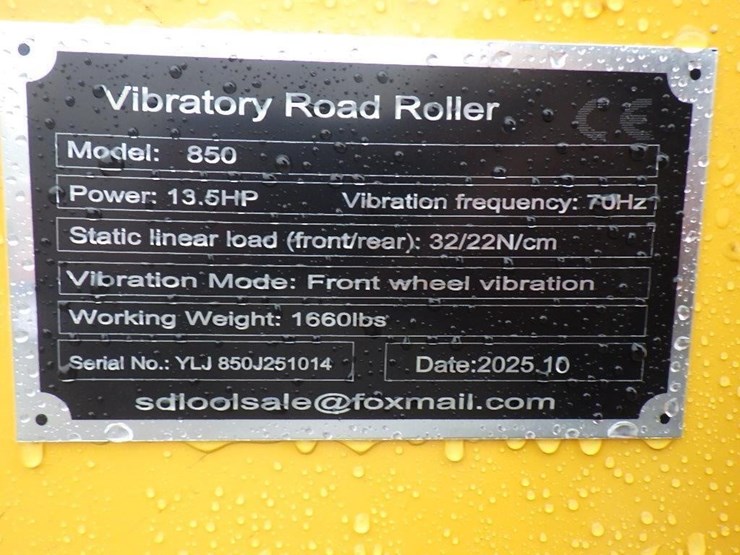 Vibratory Road Roller CE
Model: 850
Power: 13.5HP Vibration frequency: 70Hz
Static linear load (front/rear): 32/22N/cm
Vibration Mode: Front wheel vibration
Working Weight: 1660lbs
Serial No.: YLJ 850J251014 Date:2025.10
sdloolsale@foxmail.com